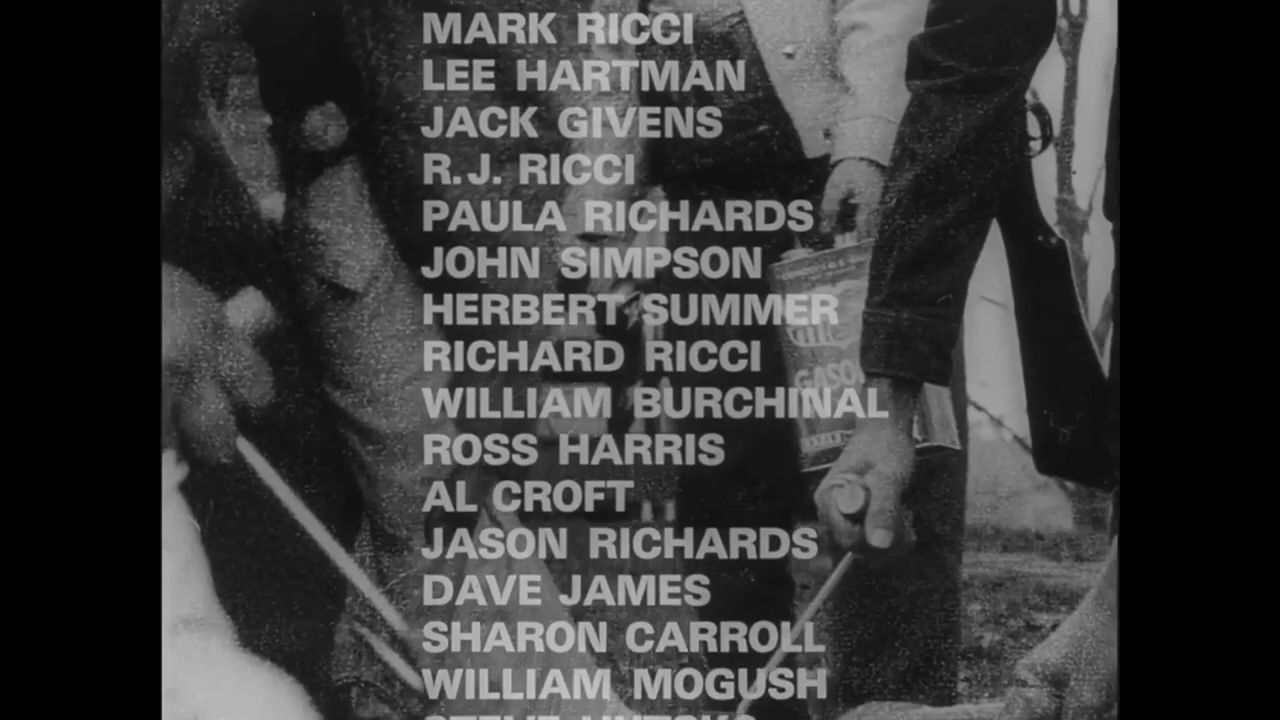 MARK RICCI
LEE HARTMAN
JACK GIVENS
R.J. RICCI
PAULA RICHARDS
JOHN SIMPSON
HERBERT SUMMER
RICHARD RICCI
WILLIAM BURCHINAL
ROSS HARRIS
AL CROFT
JASON RICHARDS
DAVE JAMES
SHARON CARROLL
WILLIAM MOGUSH